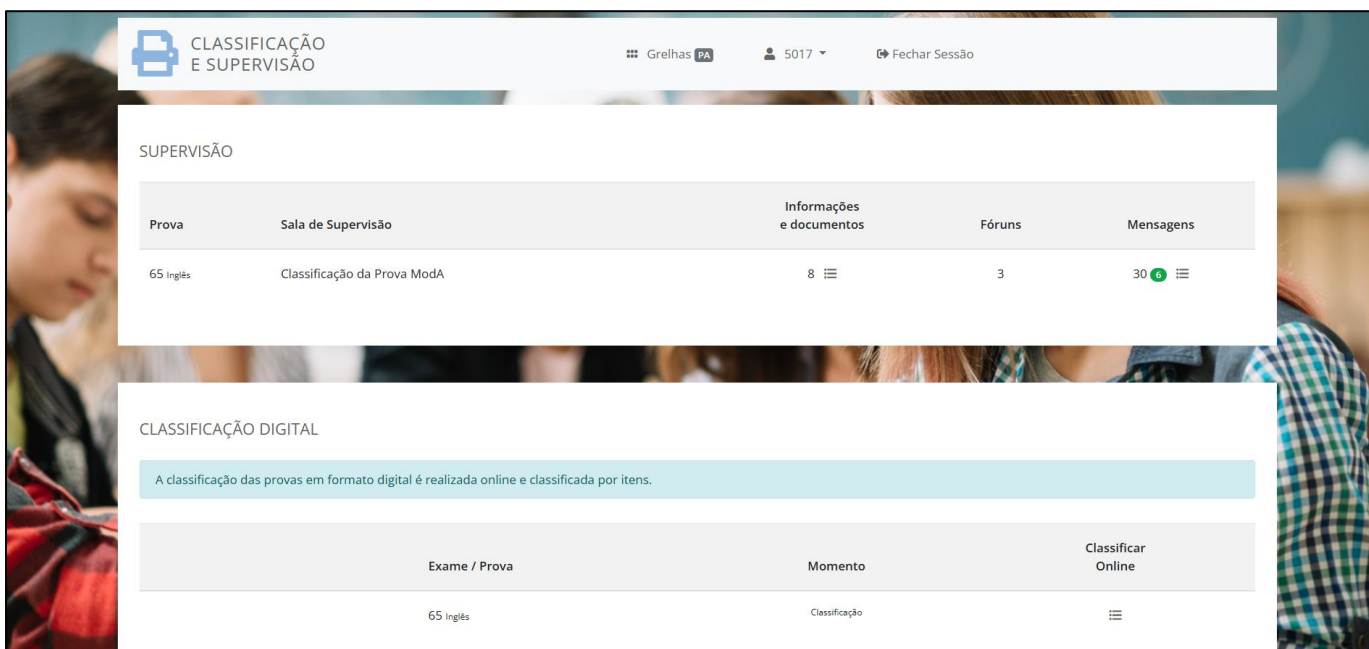 CLASSIFICAÇÃO
E SUPERVISÃO
Grelhas PA
5017
Fechar Sessão
SUPERVISÃO
Prova
Sala de Supervisão
Informações
e documentos
Fóruns
Mensagens
65 Inglês
Classificação da Prova ModA
8
3
30 6
CLASSIFICAÇÃO DIGITAL
A classificação das provas em formato digital é realizada online e classificada por itens.
Exame / Prova
Momento
Classificar
Online
65 Inglês
Classificação